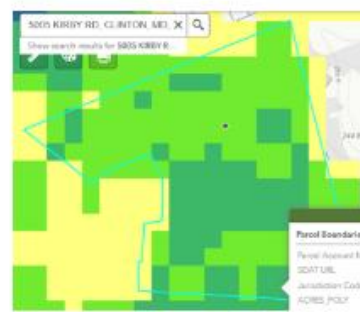 5005 KIRBY RD, CLINTON, MD,
Show search results for 5005 KIRBY R...
Parcel Boundarie
Parcel Account N
SDAT URL
Jurisdiction Code
ACRES_POLY